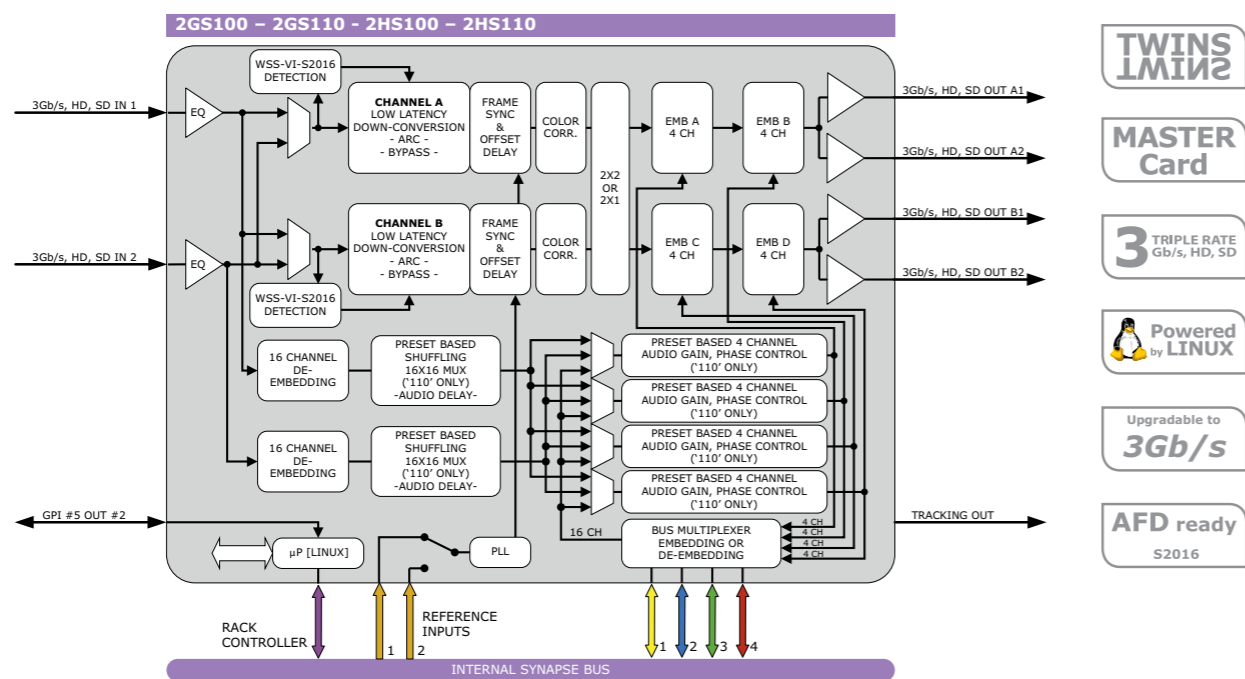 2GS100 – 2GS110 - 2HS100 – 2HS110
WSS-VI-S2016
DETECTION
3Gb/s, HD, SD IN 1
EQ
CHANNEL A
LOW LATENCY
DOWN-CONVERSION
- ARC -
- BYPASS -
FRAME
SYNC
&
OFFSET
DELAY
COLOR
CORR.
2X2
OR
2X1
EMB A
4 CH
EMB B
4 CH
3Gb/s, HD, SD OUT A1
3Gb/s, HD, SD OUT A2
3Gb/s, HD, SD IN 2
EQ
CHANNEL B
LOW LATENCY
DOWN-CONVERSION
- ARC -
- BYPASS -
FRAME
SYNC
&
OFFSET
DELAY
COLOR
CORR.
EMB C
4 CH
EMB D
4 CH
3Gb/s, HD, SD OUT B1
3Gb/s, HD, SD OUT B2
WSS-VI-S2016
DETECTION
16 CHANNEL
DE-
EMBEDDING
PRESET BASED
SHUFFLING
16X16 MUX
('110' ONLY)
-AUDIO DELAY-
16 CHANNEL
DE-
EMBEDDING
PRESET BASED
SHUFFLING
16X16 MUX
('110' ONLY)
-AUDIO DELAY-
PRESET BASED 4 CHANNEL
AUDIO GAIN, PHASE CONTROL
('110' ONLY)
PRESET BASED 4 CHANNEL
AUDIO GAIN, PHASE CONTROL
('110' ONLY)
PRESET BASED 4 CHANNEL
AUDIO GAIN, PHASE CONTROL
('110' ONLY)
PRESET BASED 4 CHANNEL
AUDIO GAIN, PHASE CONTROL
('110' ONLY)
GPI #5 OUT #2
µP [LINUX]
PLL
16 CH
BUS MULTIPLEXER
EMBEDDING OR
DE-EMBEDDING
4 CH
4 CH
4 CH
4 CH
TRACKING OUT
RACK
CONTROLLER
1
2
REFERENCE
INPUTS
1
2
3
4
INTERNAL SYNAPSE BUS
TWINS
TWINS
MASTER
Card
3 TRIPLE RATE
Gb/s, HD, SD
Powered
by LINUX
Upgradable to
3Gb/s
AFD ready
S2016